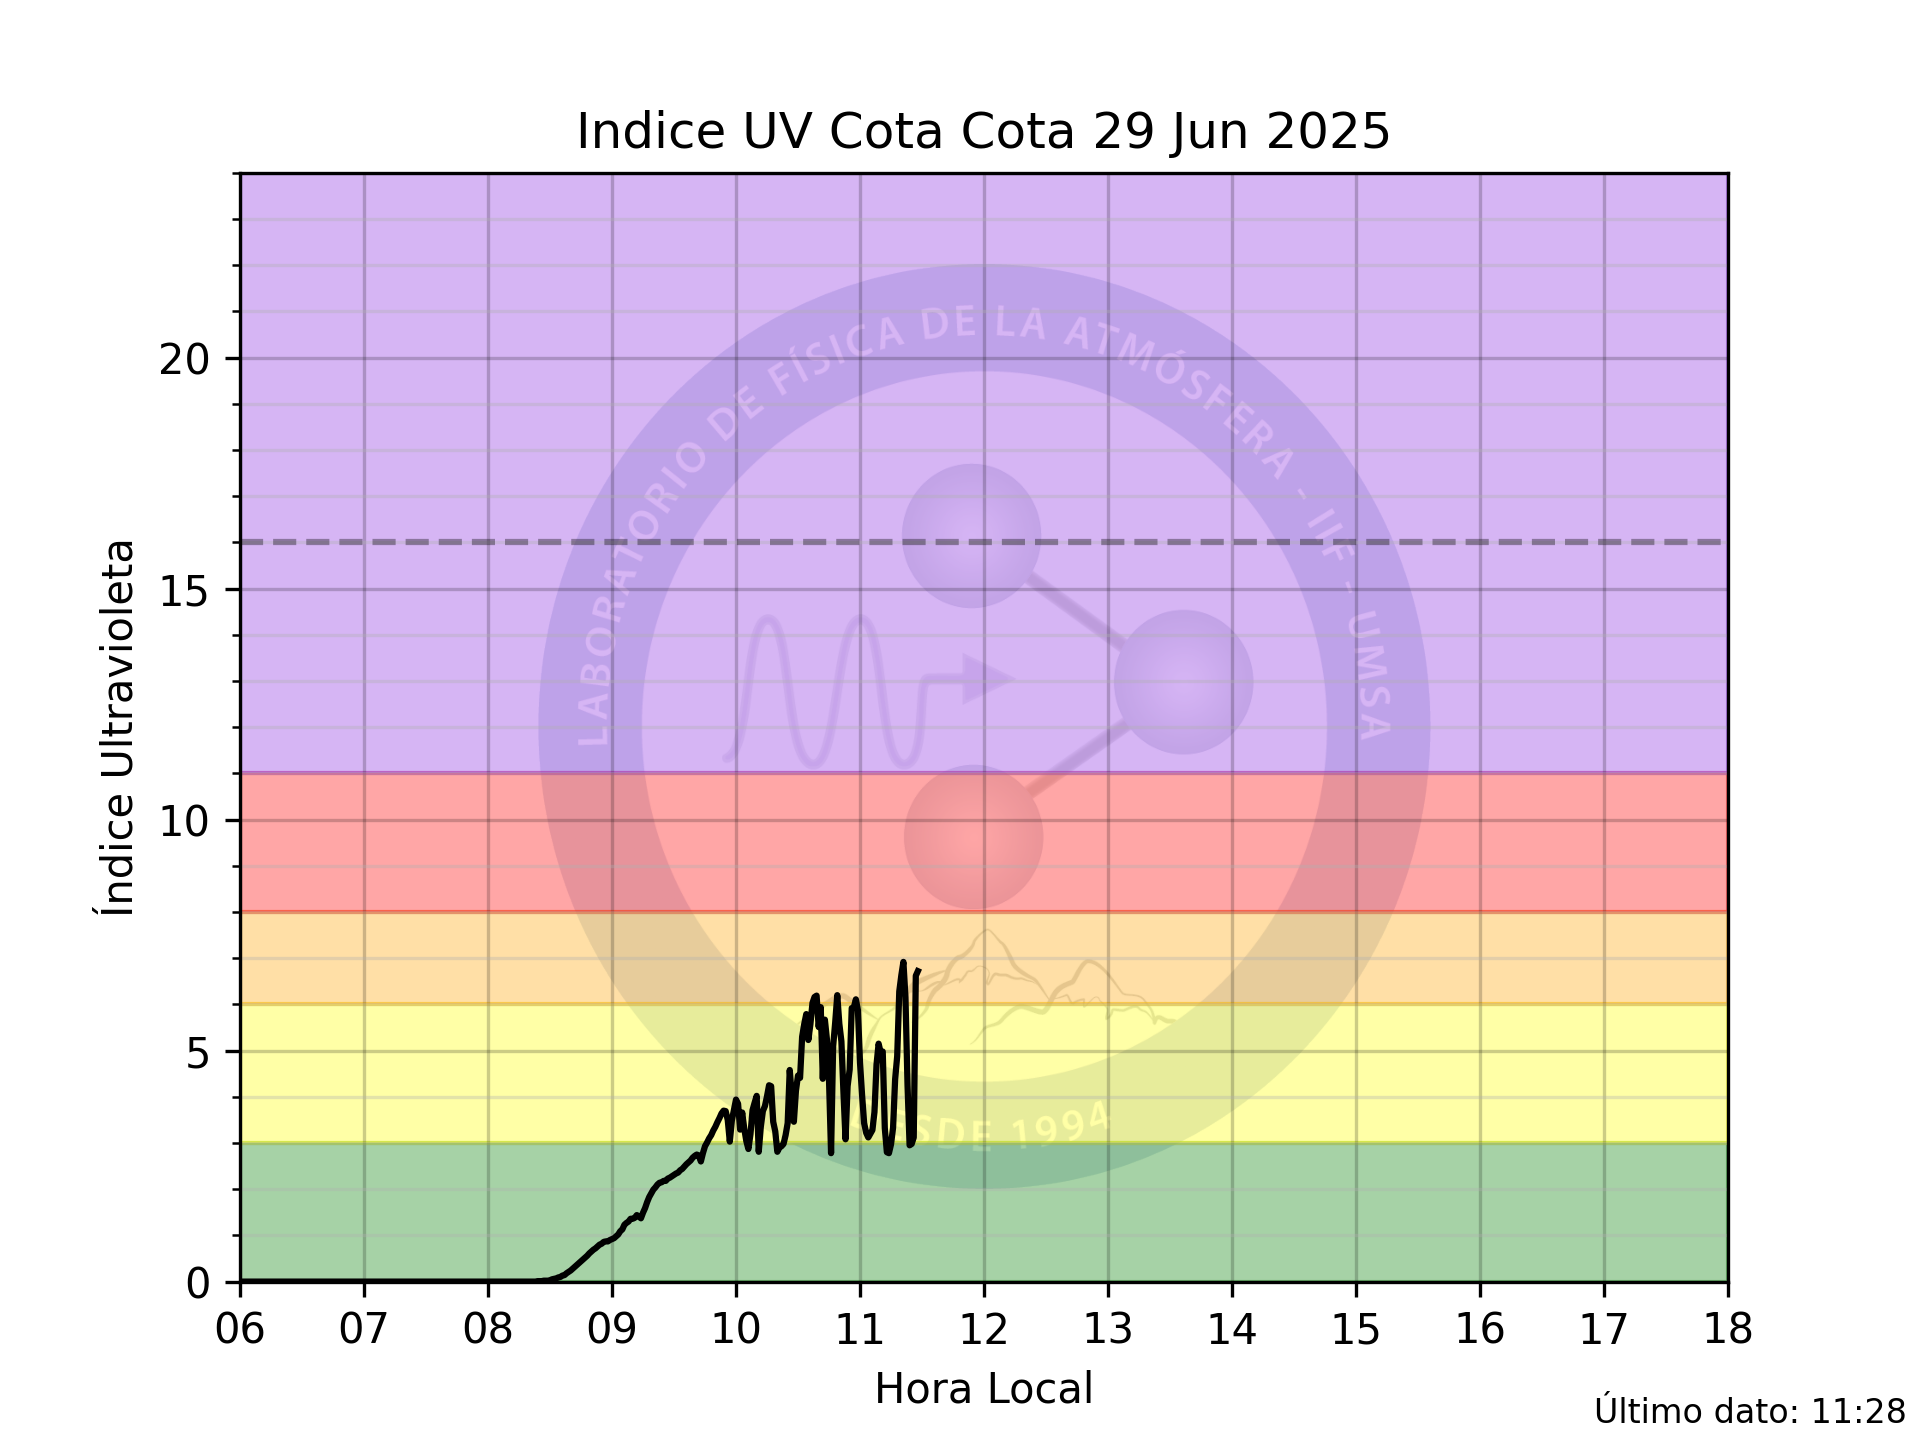 Indice UV Cota Cota 29 Jun 2025
20
15
10
5
0
Índice Ultravioleta
LABORATORIO DE FÍSICA DE LA ATMÓSFERA - IIF - UMSA
DESDE 1994
06 07 08 09 10 11 12 13 14 15 16 17 18
Hora Local
Último dato: 11:28